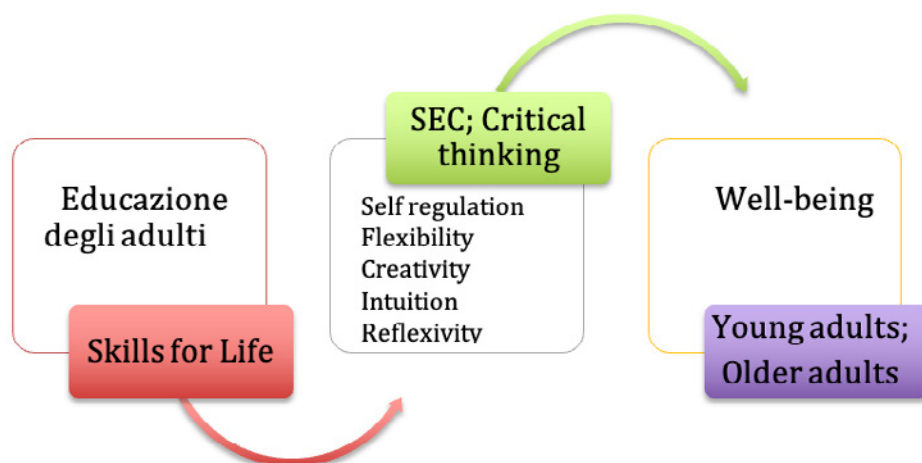 Educazione
degli adulti
Skills for Life
SEC; Critical
thinking
Self regulation
Flexibility
Creativity
Intuition
Reflexivity
Well-being
Young adults;
Older adults